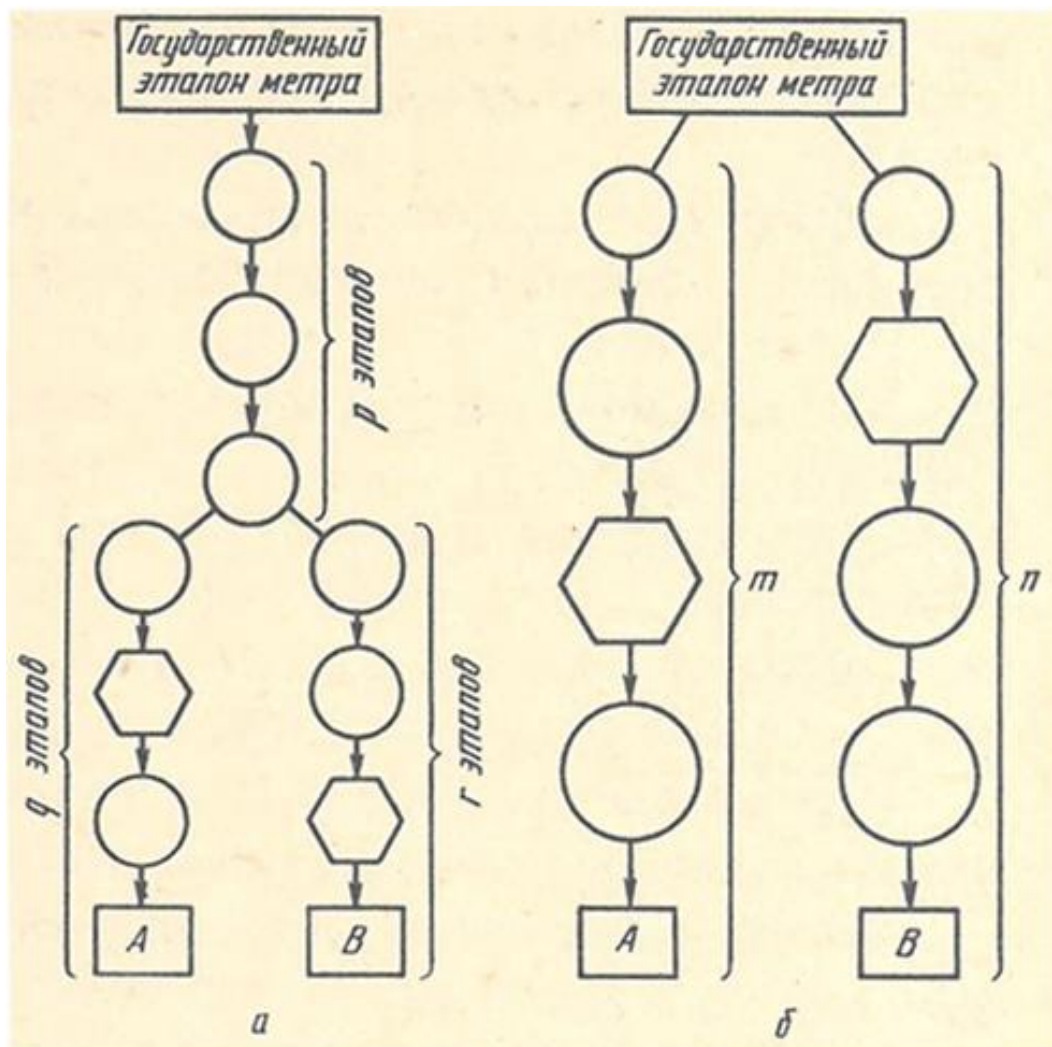 Государственный
эталон метра
p этапов
q этапов
r этапов
A
B
а
Государственный
эталон метра
m
n
A
B
б